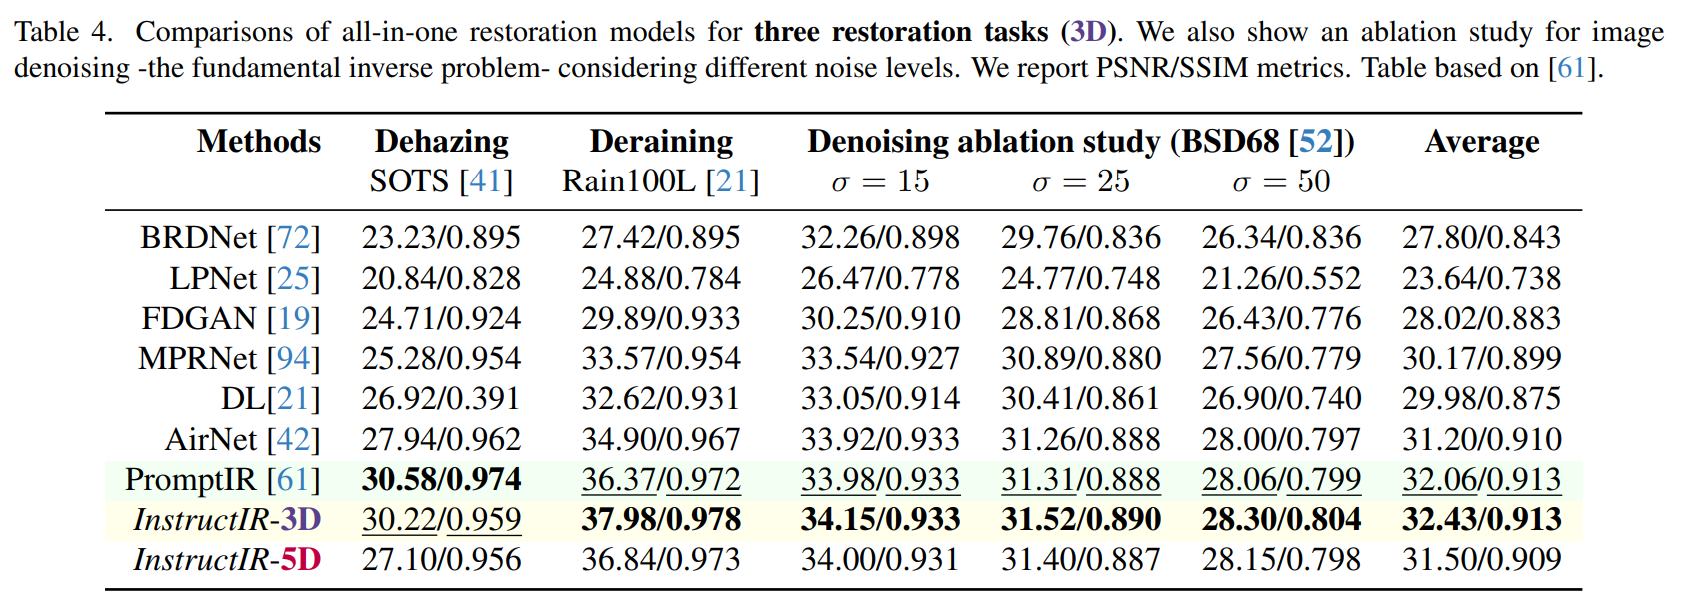 Table 4. Comparisons of all-in-one restoration models for three restoration tasks (3D). We also show an ablation study for image
denoising -the fundamental inverse problem- considering different noise levels. We report PSNR/SSIM metrics. Table based on [61].
Methods Dehazing Deraining Denoising ablation study (BSD68 [52]) Average
SOTS [41] Rain100L [21] σ = 15 σ = 25 σ = 50
BRDNet [72] 23.23/0.895 27.42/0.895 32.26/0.898 29.76/0.836 26.34/0.836 27.80/0.843
LPNet [25] 20.84/0.828 24.88/0.784 26.47/0.778 24.77/0.748 21.26/0.552 23.64/0.738
FDGAN [19] 24.71/0.924 29.89/0.933 30.25/0.910 28.81/0.868 26.43/0.776 28.02/0.883
MPRNet [94] 25.28/0.954 33.57/0.954 33.54/0.927 30.89/0.880 27.56/0.779 30.17/0.899
DL[21] 26.92/0.391 32.62/0.931 33.05/0.914 30.41/0.861 26.90/0.740 29.98/0.875
AirNet [42] 27.94/0.962 34.90/0.967 33.92/0.933 31.26/0.888 28.00/0.797 31.20/0.910
PromptIR [61] 30.58/0.974 36.37/0.972 33.98/0.933 31.31/0.888 28.06/0.799 32.06/0.913
InstructIR-3D 30.22/0.959 37.98/0.978 34.15/0.933 31.52/0.890 28.30/0.804 32.43/0.913
InstructIR-5D 27.10/0.956 36.84/0.973 34.00/0.931 31.40/0.887 28.15/0.798 31.50/0.909